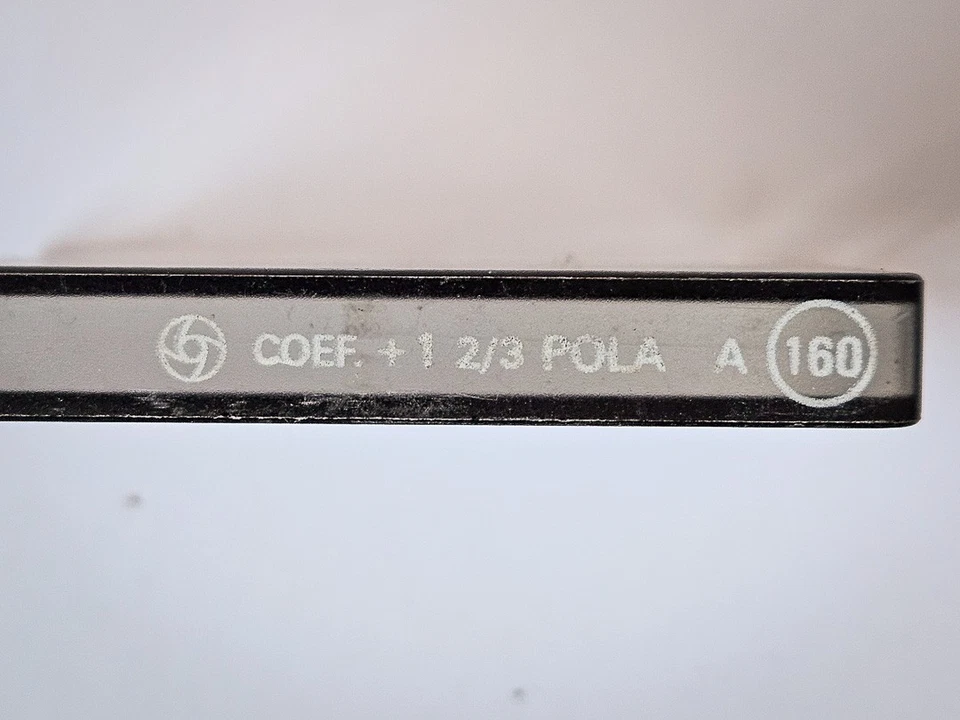 COEF. + 1 2/3 POLA A 160